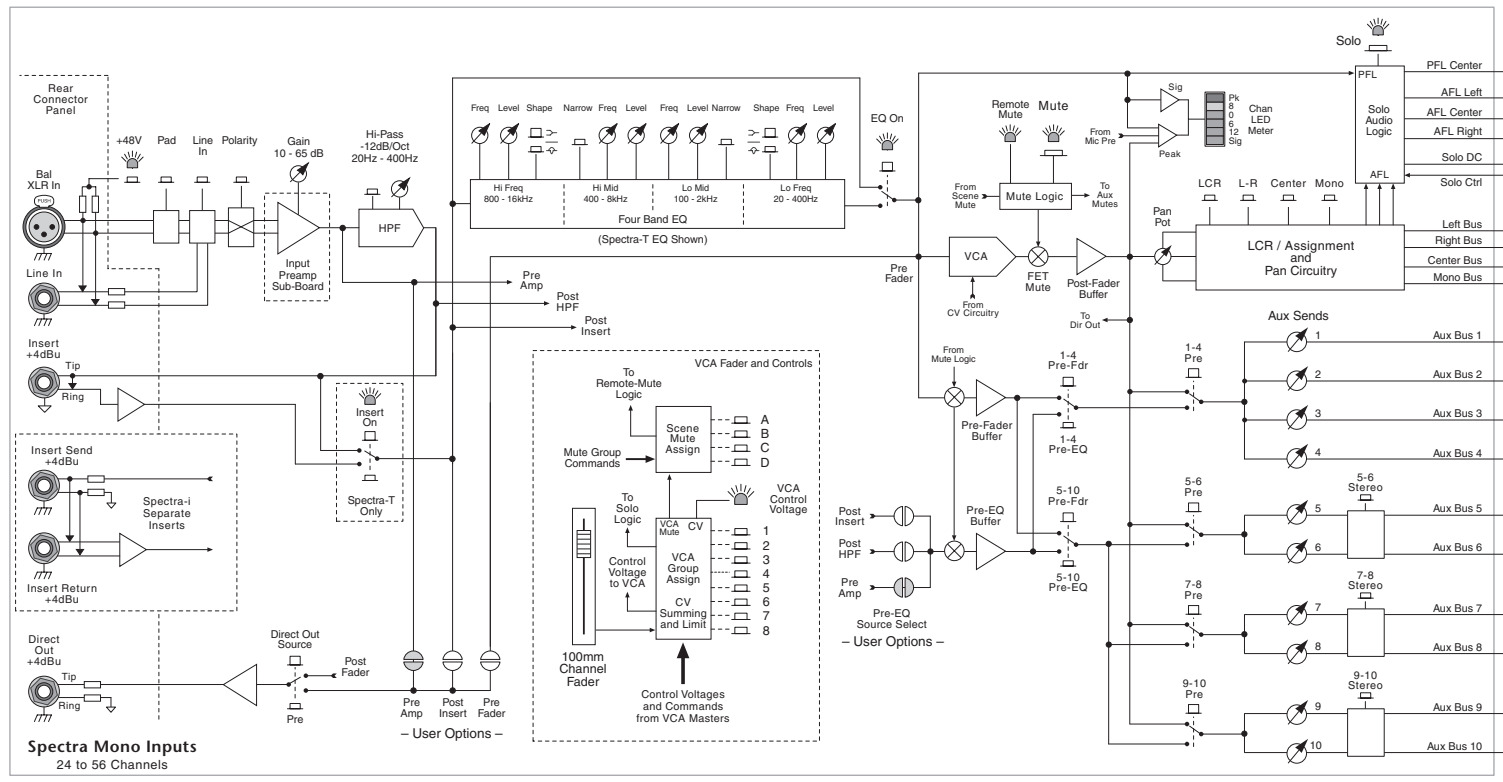 Rear
Connector
Panel
+48V
Pad
Line
In
Polarity
Gain
10 - 65 dB
Hi-Pass
-12dB/Oct
20Hz - 400Hz
Bal
XLR In
PUSH
HPF
Input
Preamp
Sub-Board
Line In
Insert
+4dBu
Tip
Ring
Insert Send
+4dBu
Spectra-i
Separate
Inserts
Insert Return
+4dBu
Direct
Out
+4dBu
Tip
Ring
Direct Out
Source
Post
Fader
Pre
Insert
On
Spectra-T
Only
Pre
Amp
Post
Insert
Pre
Fader
– User Options –
Pre
Amp
Post
HPF
Post
Insert
Freq Level Shape Narrow Freq Level Freq Level Narrow Shape Freq Level
Hi Freq
800 - 16kHz
Hi Mid
400 - 8kHz
Lo Mid
100 - 2kHz
Lo Freq
20 - 400Hz
Four Band EQ
(Spectra-T EQ Shown)
EQ On
VCA Fader and Controls
To
Remote-Mute
Logic
Scene
Mute
Assign
A
B
C
D
Mute Group
Commands
To
Solo
Logic
VCA
Control
Voltage
VCA
Mute
CV
VCA
Group
Assign
CV
Summing
and Limit
Control
Voltage
to VCA
1
2
3
4
5
6
7
8
100mm
Channel
Fader
Control Voltages
and Commands
from VCA Masters
Pre
Fader
VCA
From
CV Circuitry
FET
Mute
Post-Fader
Buffer
Remote
Mute
Mute
From
Scene
Mute
Mute Logic
To
Aux
Mutes
Sig
From
Mic Pre
Peak
Pk
8
0
6
12
Sig
Chan
LED
Meter
Solo
PFL
Solo
Audio
Logic
AFL
PFL Center
AFL Left
AFL Center
AFL Right
Solo DC
Solo Ctrl
LCR
L-R
Center
Mono
Pan
Pot
LCR / Assignment
and
Pan Circuitry
Left Bus
Right Bus
Center Bus
Mono Bus
To
Dir Out
From
Mute Logic
Pre-Fader
Buffer
1-4
Pre-Fdr
1-4
Pre-EQ
1-4
Pre
Aux Sends
1
Aux Bus 1
2
Aux Bus 2
3
Aux Bus 3
4
Aux Bus 4
Post
Insert
Post
HPF
Pre
Amp
Pre-EQ
Source Select
– User Options –
Pre-EQ
Buffer
5-10
Pre-Fdr
5-10
Pre-EQ
5-6
Pre
5
6
5-6
Stereo
Aux Bus 5
Aux Bus 6
7-8
Pre
7
8
7-8
Stereo
Aux Bus 7
Aux Bus 8
9-10
Pre
9
10
9-10
Stereo
Aux Bus 9
Aux Bus 10
Spectra Mono Inputs
24 to 56 Channels